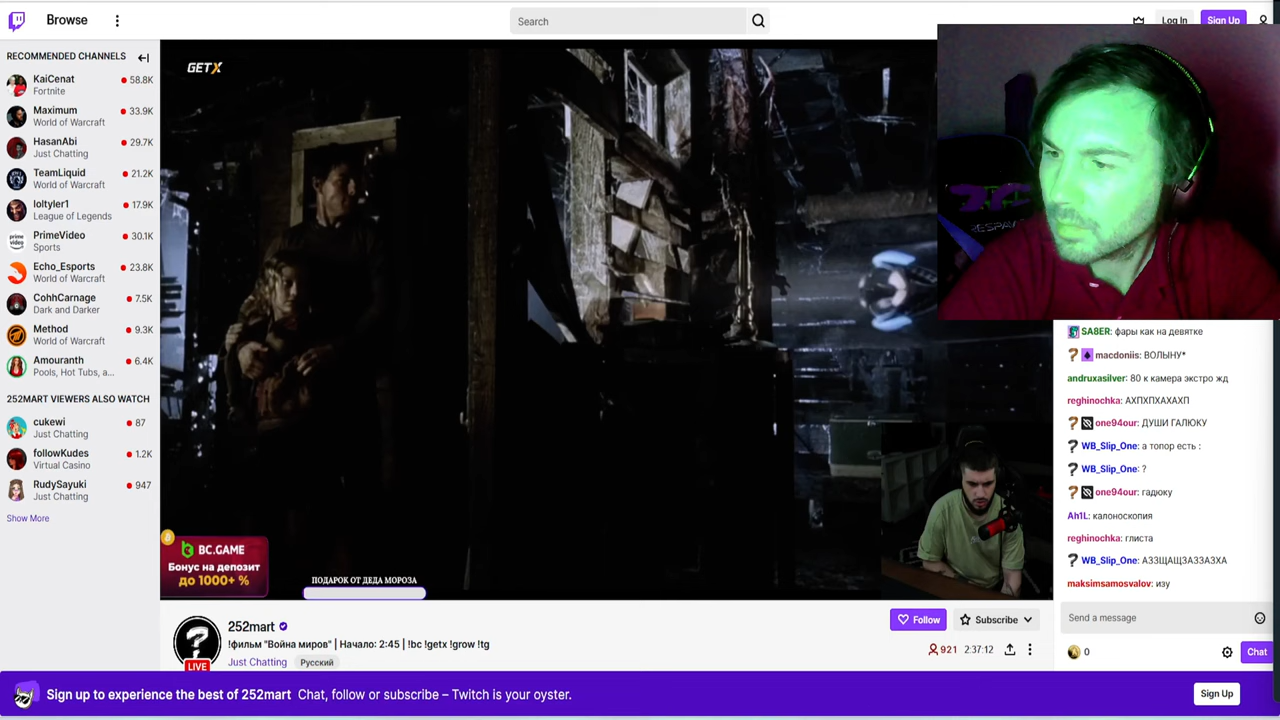 Browse
Search
Log In
Sign Up
RECOMMENDED CHANNELS
KaiCenat
58.8K
Fortnite
Maximum
33.9K
World of Warcraft
HasanAbi
29.7K
Just Chatting
TeamLiquid
21.2K
World of Warcraft
loltyler1
17.9K
League of Legends
PrimeVideo
30.1K
Sports
Echo_Esports
23.8K
World of Warcraft
CohhCarnage
7.5K
Dark and Darker
Method
9.3K
World of Warcraft
Amouranth
6.4K
Pools, Hot Tubs, a...
252MART VIEWERS ALSO WATCH
cukewi
87
Just Chatting
followKudes
1.2K
Virtual Casino
RudySayuki
947
Just Chatting
Show More
GETX
prime video
RESPAW
BC.GAME
Бонус на депозит
до 1000+ %
ПОДАРОК ОТ ДЕДА МОРОЗА
SA8ER: фары как на девятке
macdoniis: ВОЛЫНУ*
andruxasilver: 80 к камера экстро жд
reghinochka: АХПХПХАХАХП
one94our: ДУШИ ГАЛЮКУ
WB_Slip_One: а топор есть :
WB_Slip_One: ?
one94our: гадюку
Ah1L: калоноскопия
reghinochka: глиста
WB_Slip_One: АЗЗЩАЩЗАЗЗАЗХА
maksimsamosvalov: изу
Send a message
0
Chat
252mart
Follow
Subscribe
!фильм "Война миров" | Начало: 2:45 | !bc !getx !grow !tg
921
2:37:12
LIVE
Just Chatting
Русский
Sign up to experience the best of 252mart
Chat, follow or subscribe – Twitch is your oyster.
Sign Up